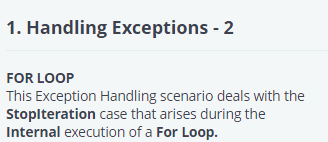 1. Handling Exceptions - 2
FOR LOOP
This Exception Handling scenario deals with the
StopIteration case that arises during the
Internal execution of a For Loop.